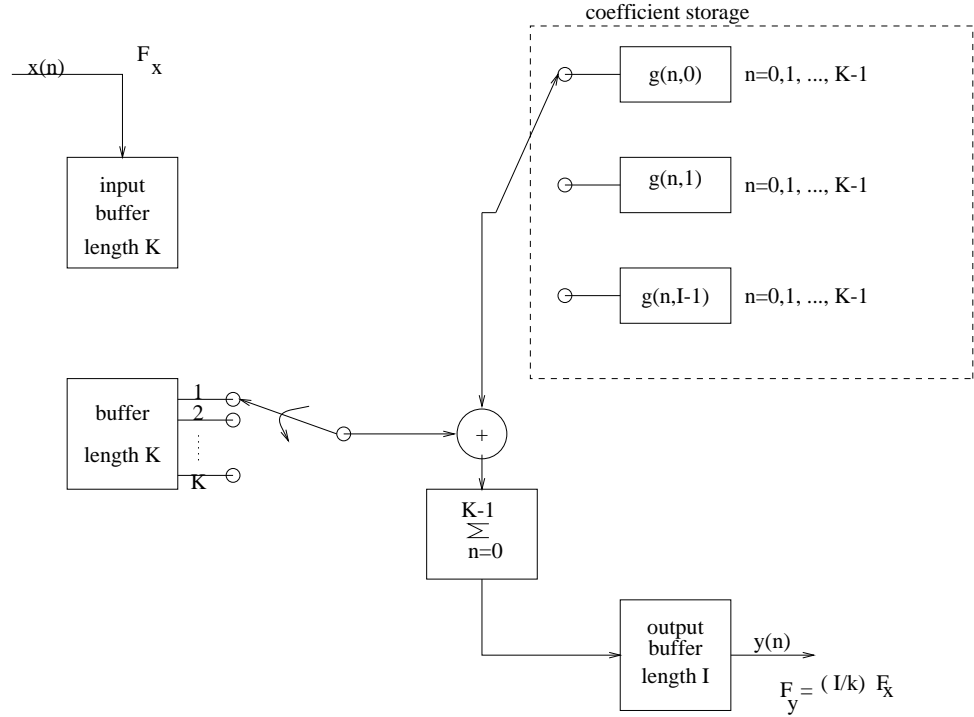 coefficient storage
x(n)
F x
g(n,0) n=0,1, ..., K-1
g(n,1) n=0,1, ..., K-1
g(n,I-1) n=0,1, ..., K-1
input
buffer
length K
buffer
length K
1
2
K
+
K-1
∑
n=0
output
buffer
length I
y(n)
F y = ( I/k) F x